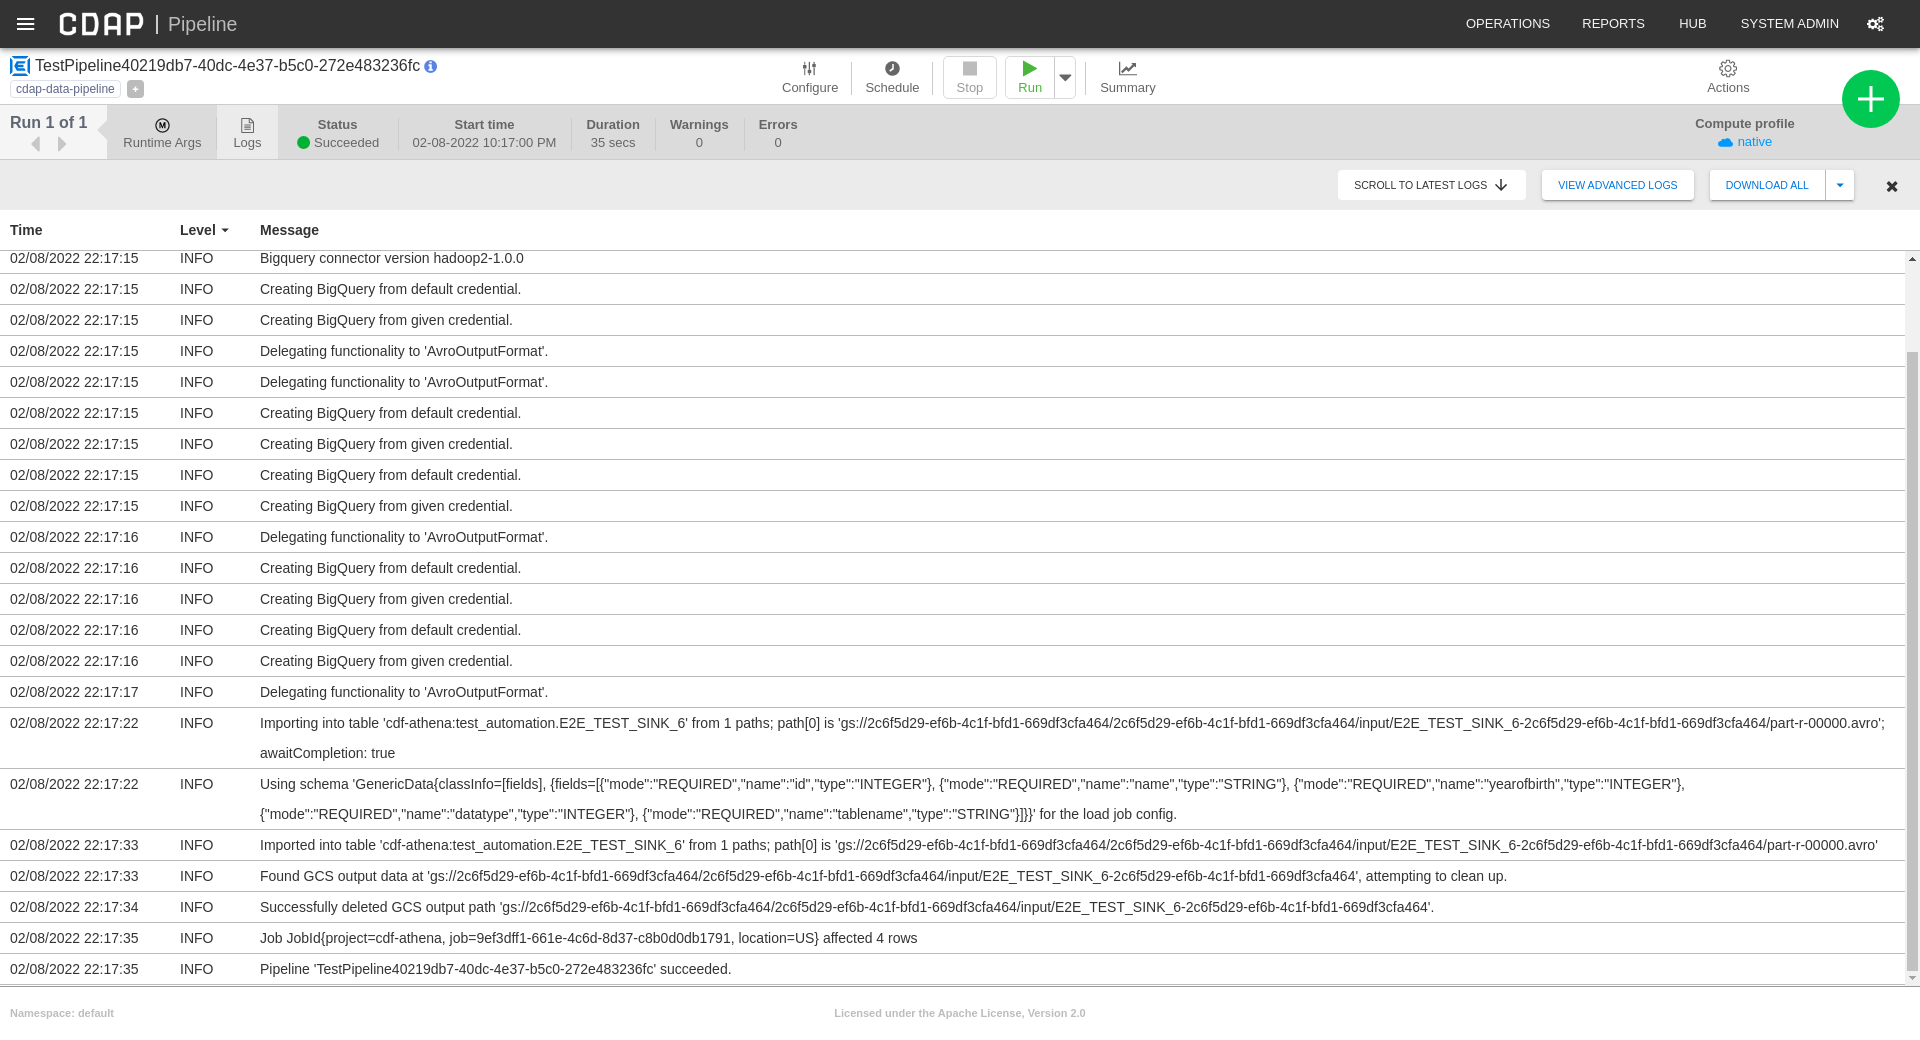 CDAP | Pipeline
OPERATIONS REPORTS HUB SYSTEM ADMIN
TestPipeline40219db7-40dc-4e37-b5c0-272e483236fc
cdap-data-pipeline +
Configure Schedule Stop Run Summary Actions
Run 1 of 1
Runtime Args Logs
Status Start time Duration Warnings Errors Compute profile
Succeeded 02-08-2022 10:17:00 PM 35 secs 0 0 native
SCROLL TO LATEST LOGS VIEW ADVANCED LOGS DOWNLOAD ALL
Time Level Message
02/08/2022 22:17:15 INFO Bigquery connector version hadoop2-1.0.0
02/08/2022 22:17:15 INFO Creating BigQuery from default credential.
02/08/2022 22:17:15 INFO Creating BigQuery from given credential.
02/08/2022 22:17:15 INFO Delegating functionality to 'AvroOutputFormat'.
02/08/2022 22:17:15 INFO Delegating functionality to 'AvroOutputFormat'.
02/08/2022 22:17:15 INFO Creating BigQuery from default credential.
02/08/2022 22:17:15 INFO Creating BigQuery from given credential.
02/08/2022 22:17:15 INFO Creating BigQuery from default credential.
02/08/2022 22:17:15 INFO Creating BigQuery from given credential.
02/08/2022 22:17:16 INFO Delegating functionality to 'AvroOutputFormat'.
02/08/2022 22:17:16 INFO Creating BigQuery from default credential.
02/08/2022 22:17:16 INFO Creating BigQuery from given credential.
02/08/2022 22:17:16 INFO Creating BigQuery from default credential.
02/08/2022 22:17:16 INFO Creating BigQuery from given credential.
02/08/2022 22:17:17 INFO Delegating functionality to 'AvroOutputFormat'.
02/08/2022 22:17:22 INFO Importing into table 'cdf-athena:test_automation.E2E_TEST_SINK_6' from 1 paths; path[0] is 'gs://2c6f5d29-ef6b-4c1f-bfd1-669df3cfa464/2c6f5d29-ef6b-4c1f-bfd1-669df3cfa464/input/E2E_TEST_SINK_6-2c6f5d29-ef6b-4c1f-bfd1-669df3cfa464/part-r-00000.avro';
awaitCompletion: true
02/08/2022 22:17:22 INFO Using schema 'GenericData{classInfo=[fields], {fields=[{"mode":"REQUIRED","name":"id","type":"INTEGER"}, {"mode":"REQUIRED","name":"name","type":"STRING"}, {"mode":"REQUIRED","name":"yearofbirth","type":"INTEGER"},
{"mode":"REQUIRED","name":"datatype","type":"INTEGER"}, {"mode":"REQUIRED","name":"tablename","type":"STRING"}]}}' for the load job config.
02/08/2022 22:17:33 INFO Imported into table 'cdf-athena:test_automation.E2E_TEST_SINK_6' from 1 paths; path[0] is 'gs://2c6f5d29-ef6b-4c1f-bfd1-669df3cfa464/2c6f5d29-ef6b-4c1f-bfd1-669df3cfa464/input/E2E_TEST_SINK_6-2c6f5d29-ef6b-4c1f-bfd1-669df3cfa464/part-r-00000.avro'
02/08/2022 22:17:33 INFO Found GCS output data at 'gs://2c6f5d29-ef6b-4c1f-bfd1-669df3cfa464/2c6f5d29-ef6b-4c1f-bfd1-669df3cfa464/input/E2E_TEST_SINK_6-2c6f5d29-ef6b-4c1f-bfd1-669df3cfa464', attempting to clean up.
02/08/2022 22:17:34 INFO Successfully deleted GCS output path 'gs://2c6f5d29-ef6b-4c1f-bfd1-669df3cfa464/2c6f5d29-ef6b-4c1f-bfd1-669df3cfa464/input/E2E_TEST_SINK_6-2c6f5d29-ef6b-4c1f-bfd1-669df3cfa464'.
02/08/2022 22:17:35 INFO Job JobId{project=cdf-athena, job=9ef3dff1-661e-4c6d-8d37-c8b0d0db1791, location=US} affected 4 rows
02/08/2022 22:17:35 INFO Pipeline 'TestPipeline40219db7-40dc-4e37-b5c0-272e483236fc' succeeded.
Namespace: default Licensed under the Apache License, Version 2.0